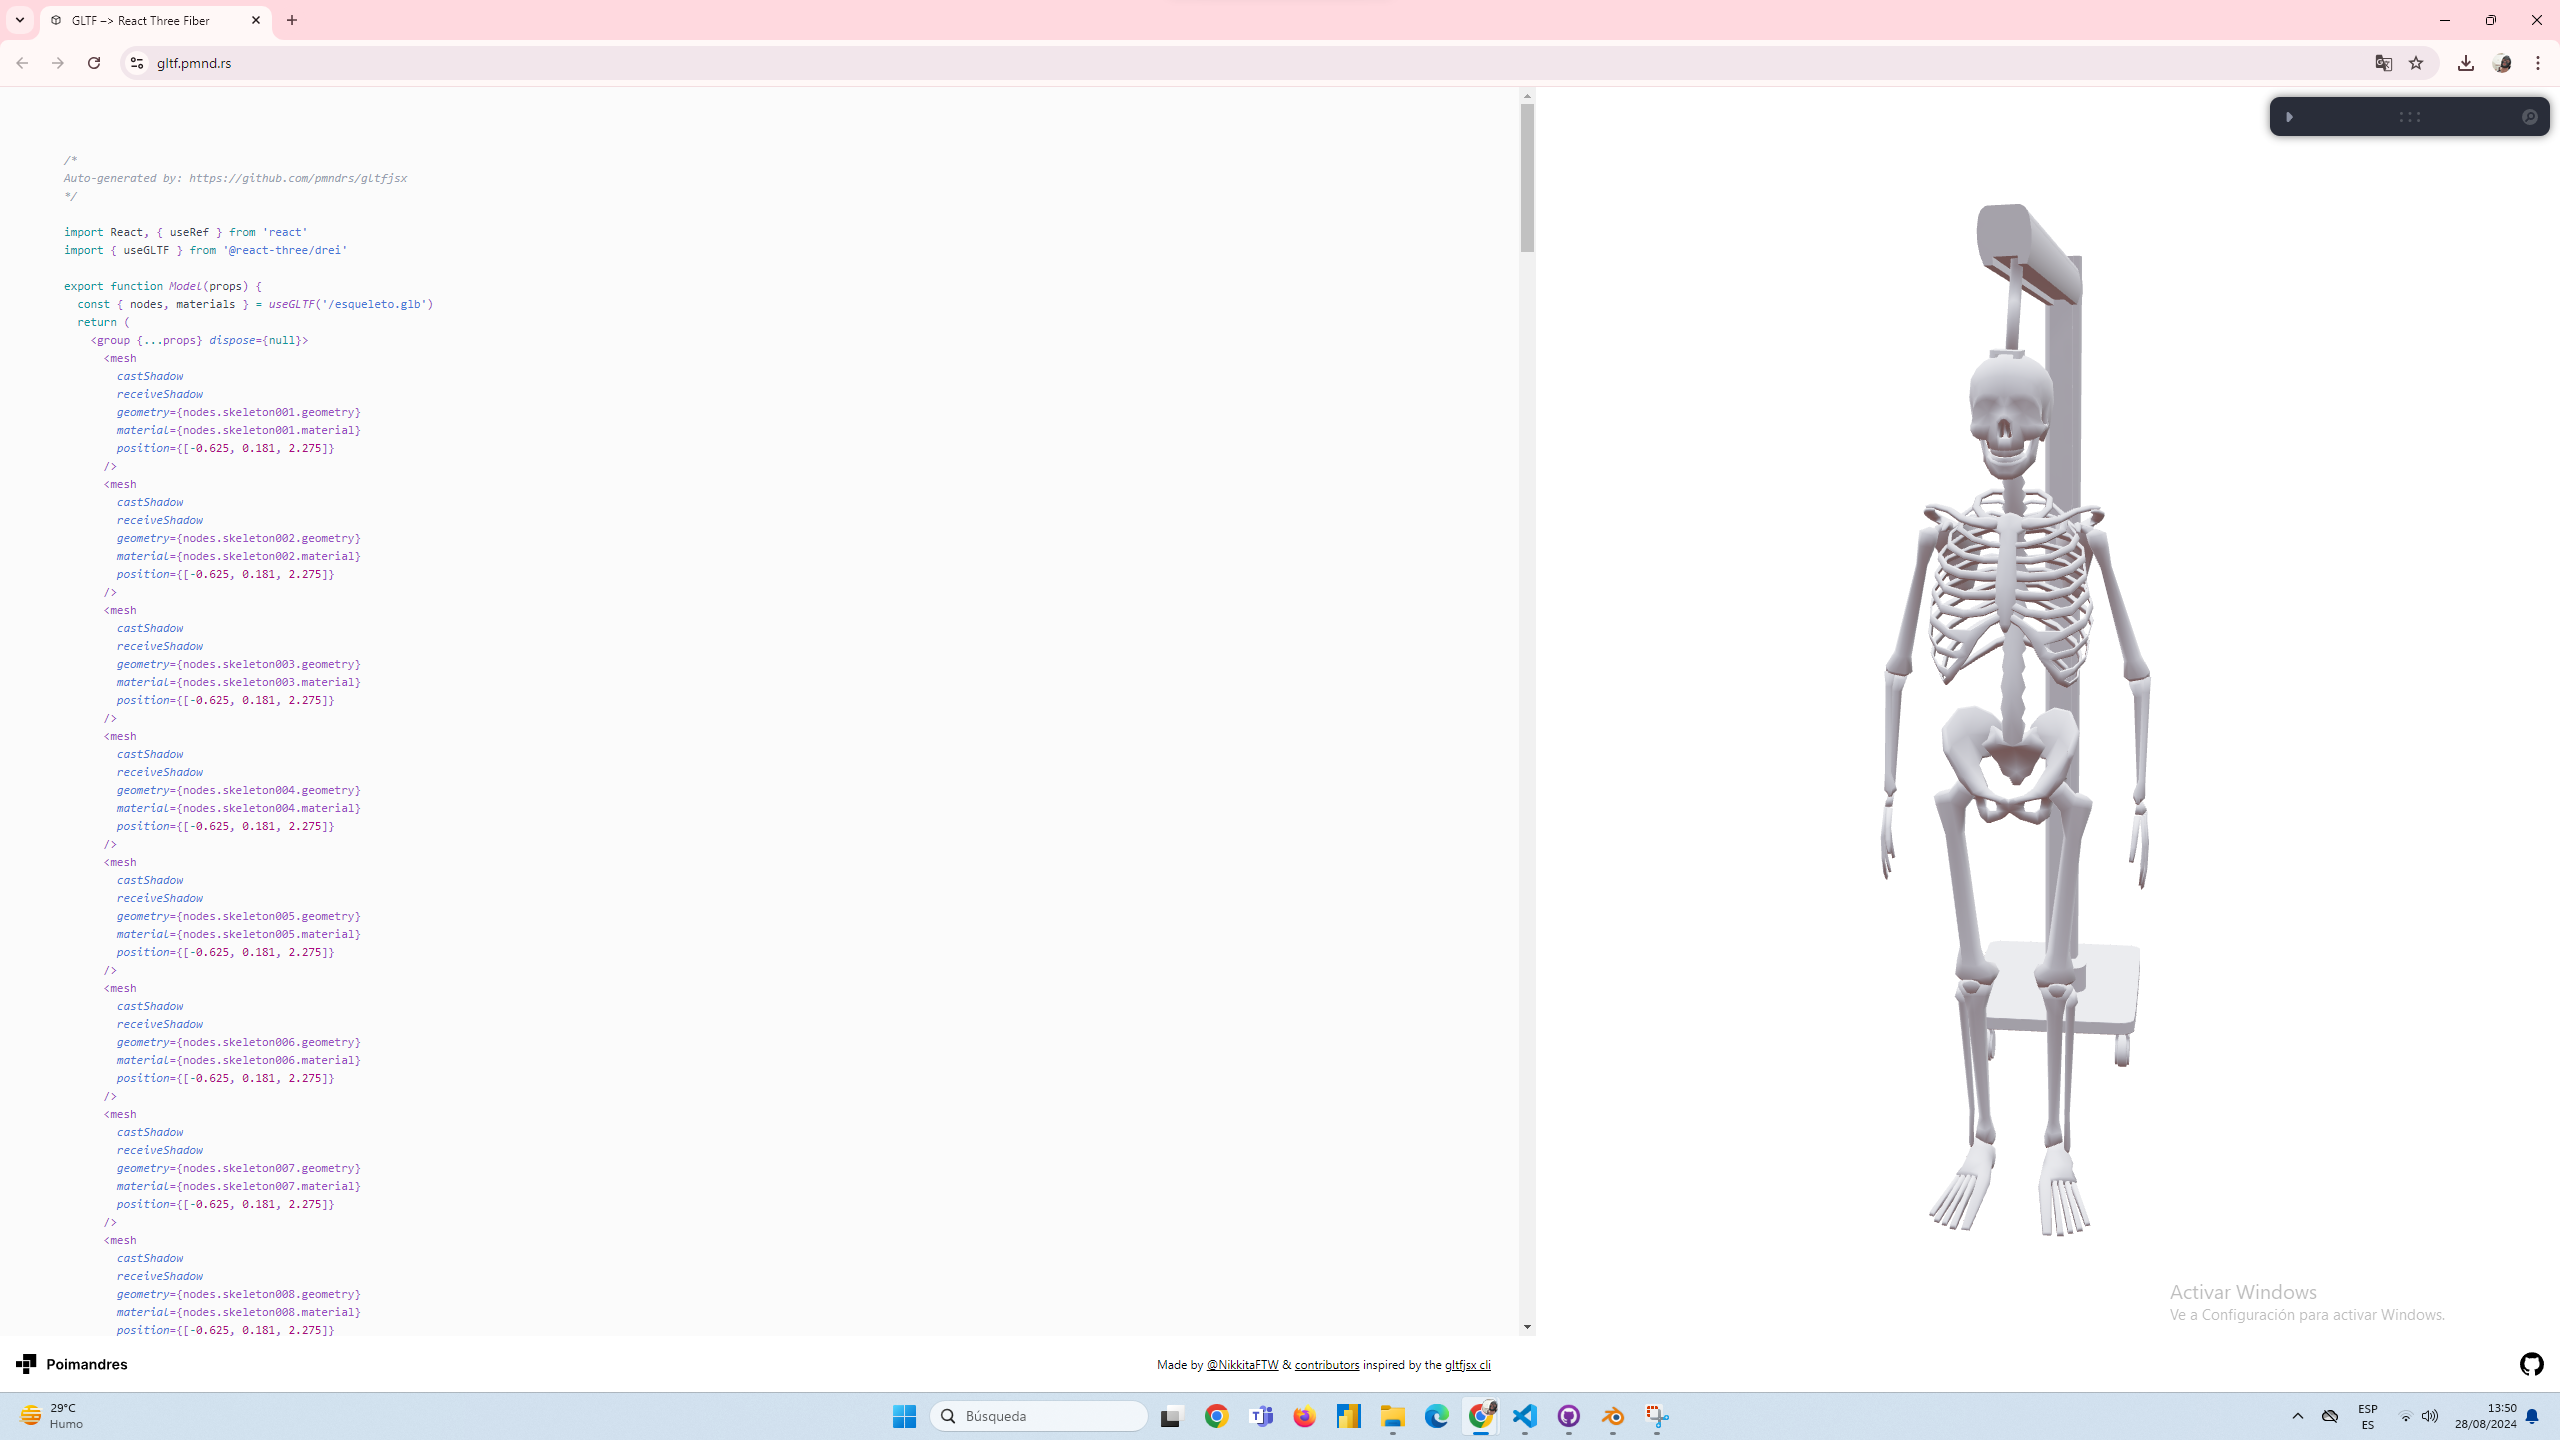 GLTF –> React Three Fiber
gltf.pmnd.rs
/*
Auto-generated by: https://github.com/pmndrs/gltfjsx
*/
import React, { useRef } from 'react'
import { useGLTF } from '@react-three/drei'
export function Model(props) {
const { nodes, materials } = useGLTF('/esqueleto.glb')
return (
<group {...props} dispose={null}>
<mesh
castShadow
receiveShadow
geometry={nodes.skeleton001.geometry}
material={nodes.skeleton001.material}
position={[-0.625, 0.181, 2.275]}
/>
<mesh
castShadow
receiveShadow
geometry={nodes.skeleton002.geometry}
material={nodes.skeleton002.material}
position={[-0.625, 0.181, 2.275]}
/>
<mesh
castShadow
receiveShadow
geometry={nodes.skeleton003.geometry}
material={nodes.skeleton003.material}
position={[-0.625, 0.181, 2.275]}
/>
<mesh
castShadow
receiveShadow
geometry={nodes.skeleton004.geometry}
material={nodes.skeleton004.material}
position={[-0.625, 0.181, 2.275]}
/>
<mesh
castShadow
receiveShadow
geometry={nodes.skeleton005.geometry}
material={nodes.skeleton005.material}
position={[-0.625, 0.181, 2.275]}
/>
<mesh
castShadow
receiveShadow
geometry={nodes.skeleton006.geometry}
material={nodes.skeleton006.material}
position={[-0.625, 0.181, 2.275]}
/>
<mesh
castShadow
receiveShadow
geometry={nodes.skeleton007.geometry}
material={nodes.skeleton007.material}
position={[-0.625, 0.181, 2.275]}
/>
<mesh
castShadow
receiveShadow
geometry={nodes.skeleton008.geometry}
material={nodes.skeleton008.material}
position={[-0.625, 0.181, 2.275]}
Activar Windows
Ve a Configuración para activar Windows.
Poimandres
Made by @NikkitaFTW & contributors inspired by the gltfjsx cli
29°C
Humo
Búsqueda
ESP
ES
13:50
28/08/2024